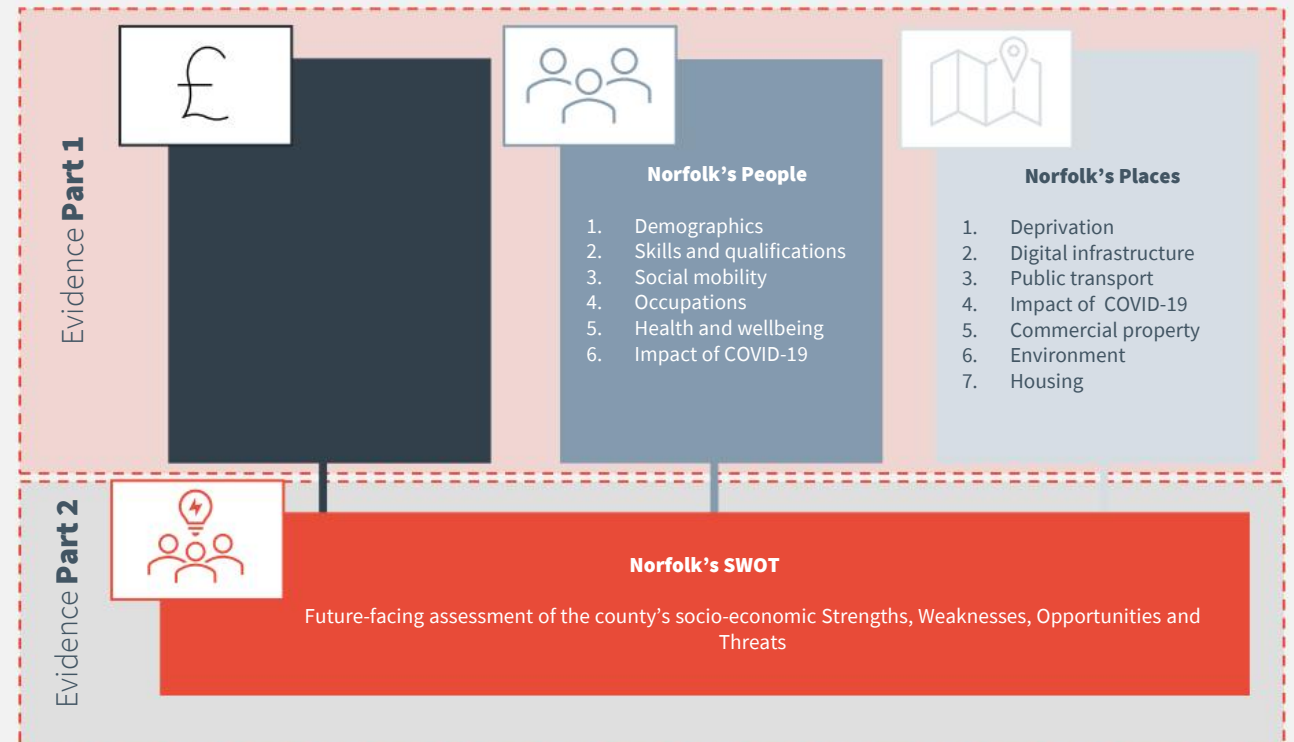 Evidence Part 1
£
Norfolk's People
1. Demographics
2. Skills and qualifications
3. Social mobility
4. Occupations
5. Health and wellbeing
6. Impact of COVID-19
Norfolk's Places
1. Deprivation
2. Digital infrastructure
3. Public transport
4. Impact of COVID-19
5. Commercial property
6. Environment
7. Housing
Evidence Part 2
Norfolk's SWOT
Future-facing assessment of the county's socio-economic Strengths, Weaknesses, Opportunities and
Threats